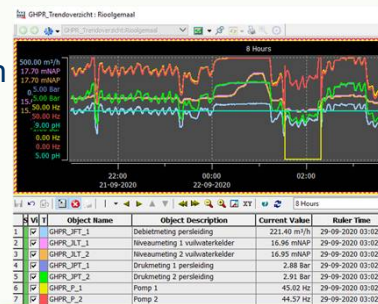 n
GHPR_Trendoverzicht : Rioolgemaal
GHPR_Trendoverzicht:Rioolgemaal
8 Hours
500.00 m³/h
17.70 mNAP
17.70 mNAP
5.00 Bar
5.00 Bar
50.00 Hz
50.00 Hz
9.00 pH
0.00 Hz
0.00 Hz
5.00 pH
22:00 00:00 02:00
21-09-2020 22-09-2020
XY 8 Hours
S Vi T Object Name Object Description Current Value Ruler Time
1 GHPR_JFT_1 Debietmeting persleiding 221.40 m³/h 29-09-2020 03:02
2 GHPR_JLT_1 Niveaumeting 1 vuilwaterkelder 16.96 mNAP 29-09-2020 03:02
3 GHPR_JLT_2 Niveaumeting 2 vuilwaterkelder 16.95 mNAP 29-09-2020 03:02
4 GHPR_JPT_1 Drukmeting 1 persleiding 2.88 Bar 29-09-2020 03:02
5 GHPR_JPT_2 Drukmeting 2 persleiding 2.91 Bar 29-09-2020 03:02
6 GHPR_P_1 Pomp 1 45.02 Hz 29-09-2020 03:02
7 GHPR_P_2 Pomp 2 44.57 Hz 29-09-2020 03:02